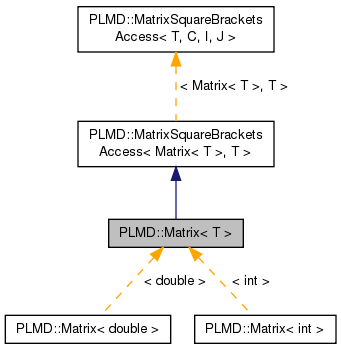 PLMD::MatrixSquareBrackets
Access< T, C, I, J >
< Matrix< T >, T >
PLMD::MatrixSquareBrackets
Access< Matrix< T >, T >
PLMD::Matrix< T >
< double >
< int >
PLMD::Matrix< double >
PLMD::Matrix< int >